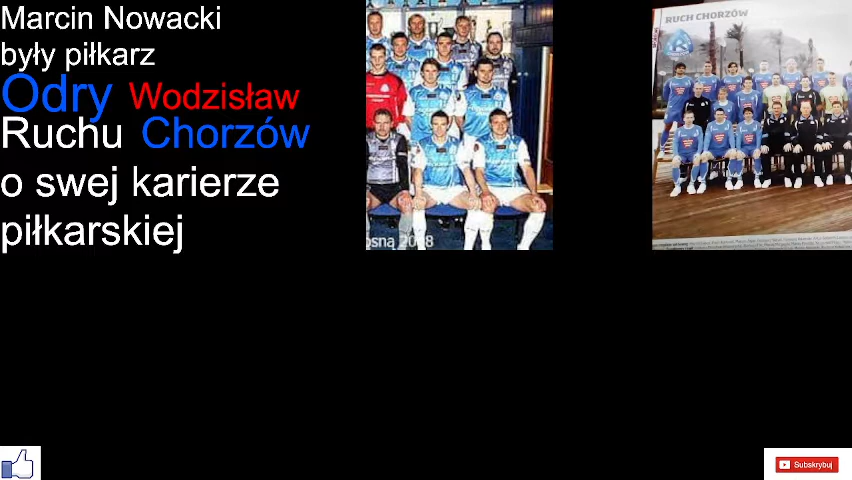 Marcin Nowacki
były piłkarz
Odry Wodzisław
Ruchu Chorzów
o swej karierze
piłkarskiej
RUCH CHORZÓW
Subskrybuj